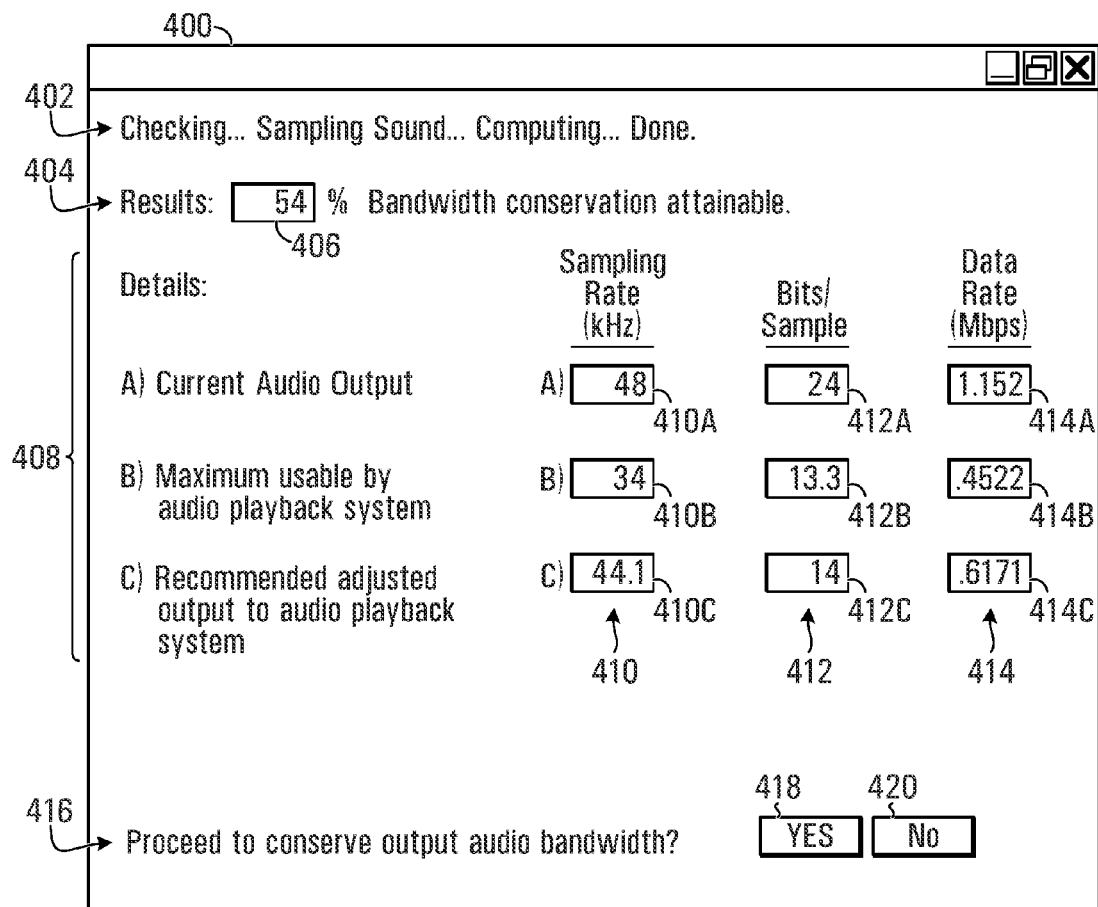 400
402
Checking... Sampling Sound... Computing... Done.
404
Results: 54 % Bandwidth conservation attainable.
406
Details:
Sampling Rate (kHz)
Bits/ Sample
Data Rate (Mbps)
A) Current Audio Output A) 48 24 1.152
410A 412A 414A
408
B) Maximum usable by B) 34 13.3 .4522
audio playback system 410B 412B 414B
C) Recommended adjusted C) 44.1 14 .6171
output to audio playback 410C 412C 414C
system
410 412 414
416
418 420
Proceed to conserve output audio bandwidth? YES No